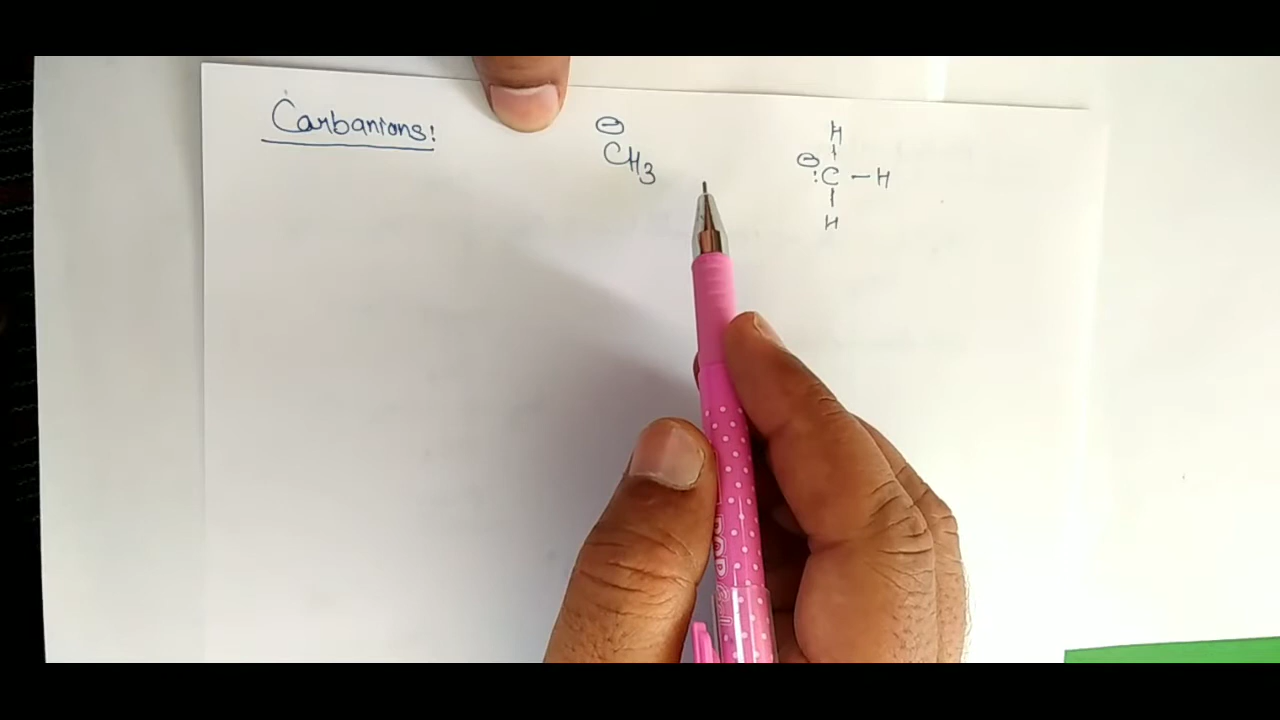 Carbanions:
⊖
CH3
H
|
⊖
:C – H
|
H